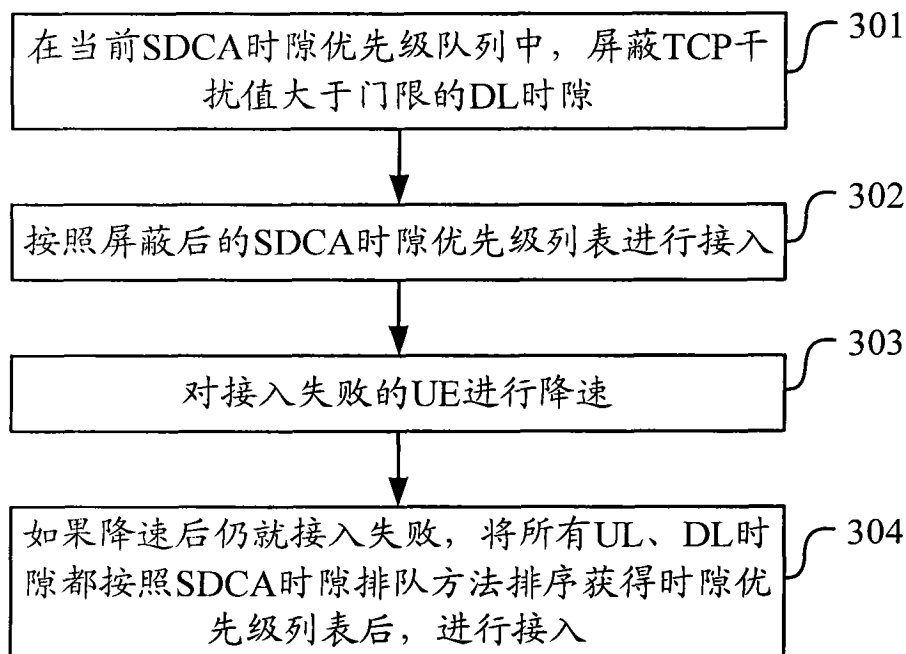 在当前SDCA时隙优先级队列中，屏蔽TCP干
扰值大于门限的DL时隙
301
按照屏蔽后的SDCA时隙优先级列表进行接入
302
对接入失败的UE进行降速
303
如果降速后仍就接入失败，将所有UL、DL时
隙都按照SDCA时隙排队方法排序获得时隙优
先级列表后，进行接入
304